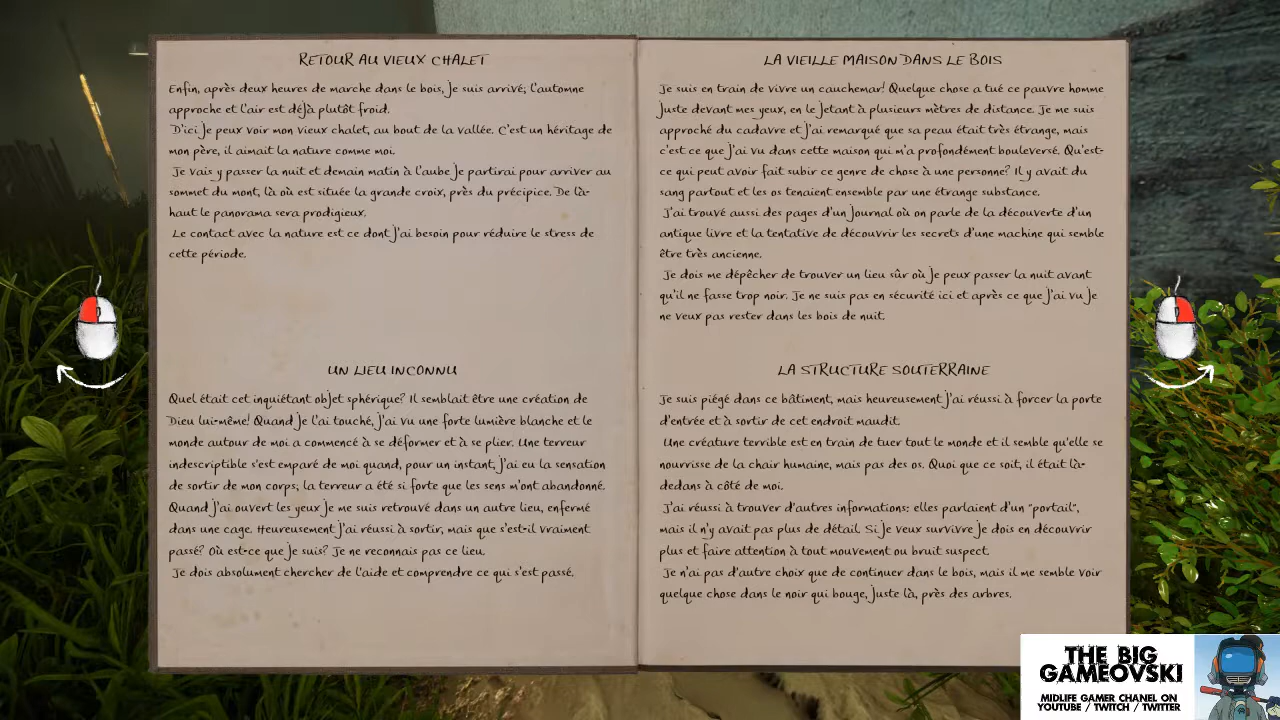 RETOUR AU VIEUX CHALET
Enfin, après deux heures de marche dans le bois, je suis arrivé; l'automne
approche et l'air est déjà plutôt froid.
D'ici je peux voir mon vieux chalet, au bout de la vallée. C'est un héritage de
mon père, il aimait la nature comme moi.
Je vais y passer la nuit et demain matin à l'aube je partirai pour arriver au
sommet du mont, là où est située la grande croix, près du précipice. De là-
haut le panorama sera prodigieux.
Le contact avec la nature est ce dont j'ai besoin pour réduire le stress de
cette période.
UN LIEU INCONNU
Quel était cet inquiétant objet sphérique? Il semblait être une création de
Dieu lui-même! Quand je l'ai touché, j'ai vu une forte lumière blanche et le
monde autour de moi a commencé à se déformer et à se plier. Une terreur
indescriptible s'est emparé de moi quand, pour un instant, j'ai eu la sensation
de sortir de mon corps; la terreur a été si forte que les sens m'ont abandonné.
Quand j'ai ouvert les yeux je me suis retrouvé dans un autre lieu, enfermé
dans une cage. Heureusement j'ai réussi à sortir, mais que s'est-il vraiment
passé? Où est-ce que je suis? Je ne reconnais pas ce lieu.
Je dois absolument chercher de l'aide et comprendre ce qui s'est passé.
LA VIEILLE MAISON DANS LE BOIS
Je suis en train de vivre un cauchemar! Quelque chose a tué ce pauvre homme
juste devant mes yeux, en le jetant à plusieurs mètres de distance. Je me suis
approché du cadavre et j'ai remarqué que sa peau était très étrange, mais
c'est ce que j'ai vu dans cette maison qui m'a profondément bouleversé. Qu'est-
ce qui peut avoir fait subir ce genre de chose à une personne? Il y avait du
sang partout et les os tenaient ensemble par une étrange substance.
J'ai trouvé aussi des pages d'un journal où on parle de la découverte d'un
antique livre et la tentative de découvrir les secrets d'une machine qui semble
être très ancienne.
Je dois me dépêcher de trouver un lieu sûr où je peux passer la nuit avant
qu'il ne fasse trop noir. Je ne suis pas en sécurité ici et après ce que j'ai vu je
ne veux pas rester dans les bois de nuit.
LA STRUCTURE SOUTERRAINE
Je suis piégé dans ce bâtiment, mais heureusement j'ai réussi à forcer la porte
d'entrée et à sortir de cet endroit maudit.
Une créature terrible est en train de tuer tout le monde et il semble qu'elle se
nourrisse de la chair humaine, mais pas des os. Quoi que ce soit, il était là-
dedans à côté de moi.
J'ai réussi à trouver d'autres informations: elles parlaient d'un "portail",
mais il n'y avait pas plus de détail. Si je veux survivre je dois en découvrir
plus et faire attention à tout mouvement ou bruit suspect.
Je n'ai pas d'autre choix que de continuer dans le bois, mais il me semble voir
quelque chose dans le noir qui bouge, juste là, près des arbres.
THE BIG
GAMEOVSKI
MIDLIFE GAMER CHANEL ON
YOUTUBE / TWITCH / TWITTER